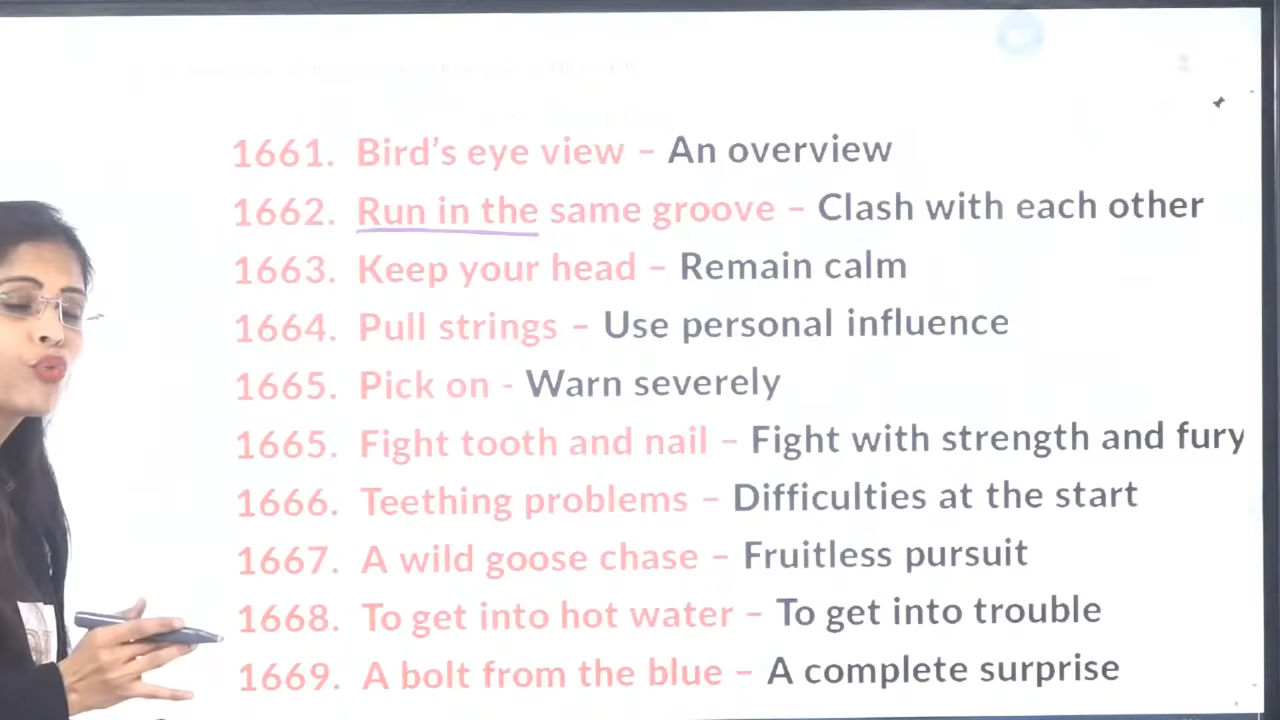 1661. Bird's eye view – An overview
1662. Run in the same groove – Clash with each other
1663. Keep your head – Remain calm
1664. Pull strings – Use personal influence
1665. Pick on - Warn severely
1665. Fight tooth and nail – Fight with strength and fury
1666. Teething problems – Difficulties at the start
1667. A wild goose chase – Fruitless pursuit
1668. To get into hot water – To get into trouble
1669. A bolt from the blue – A complete surprise